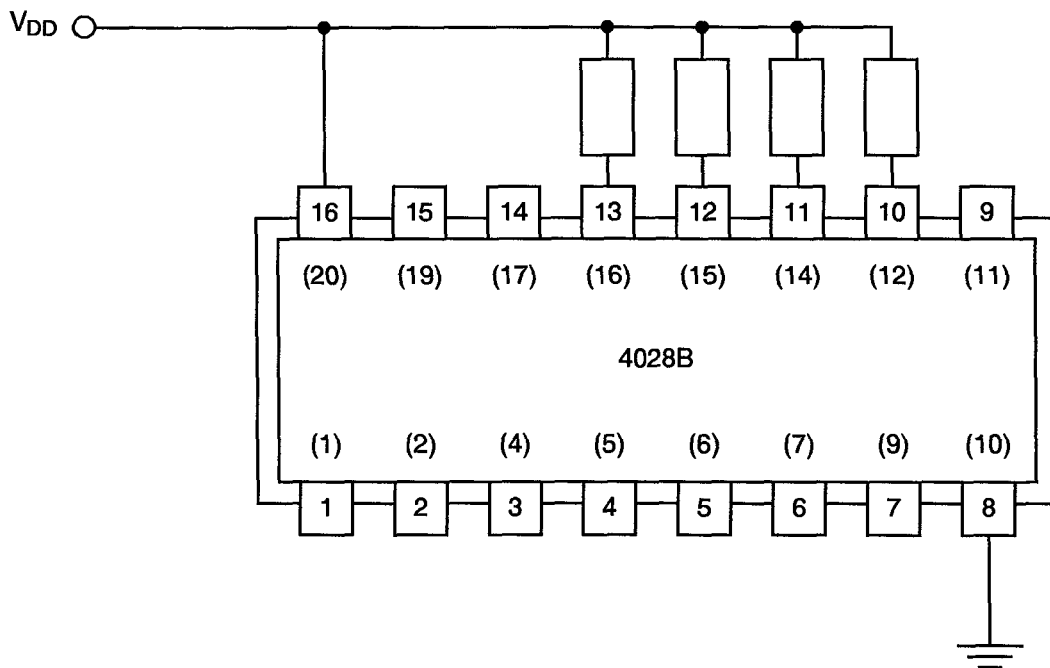 VDD
16 15 14 13 12 11 10 9
(20) (19) (17) (16) (15) (14) (12) (11)
4028B
(1) (2) (4) (5) (6) (7) (9) (10)
1 2 3 4 5 6 7 8